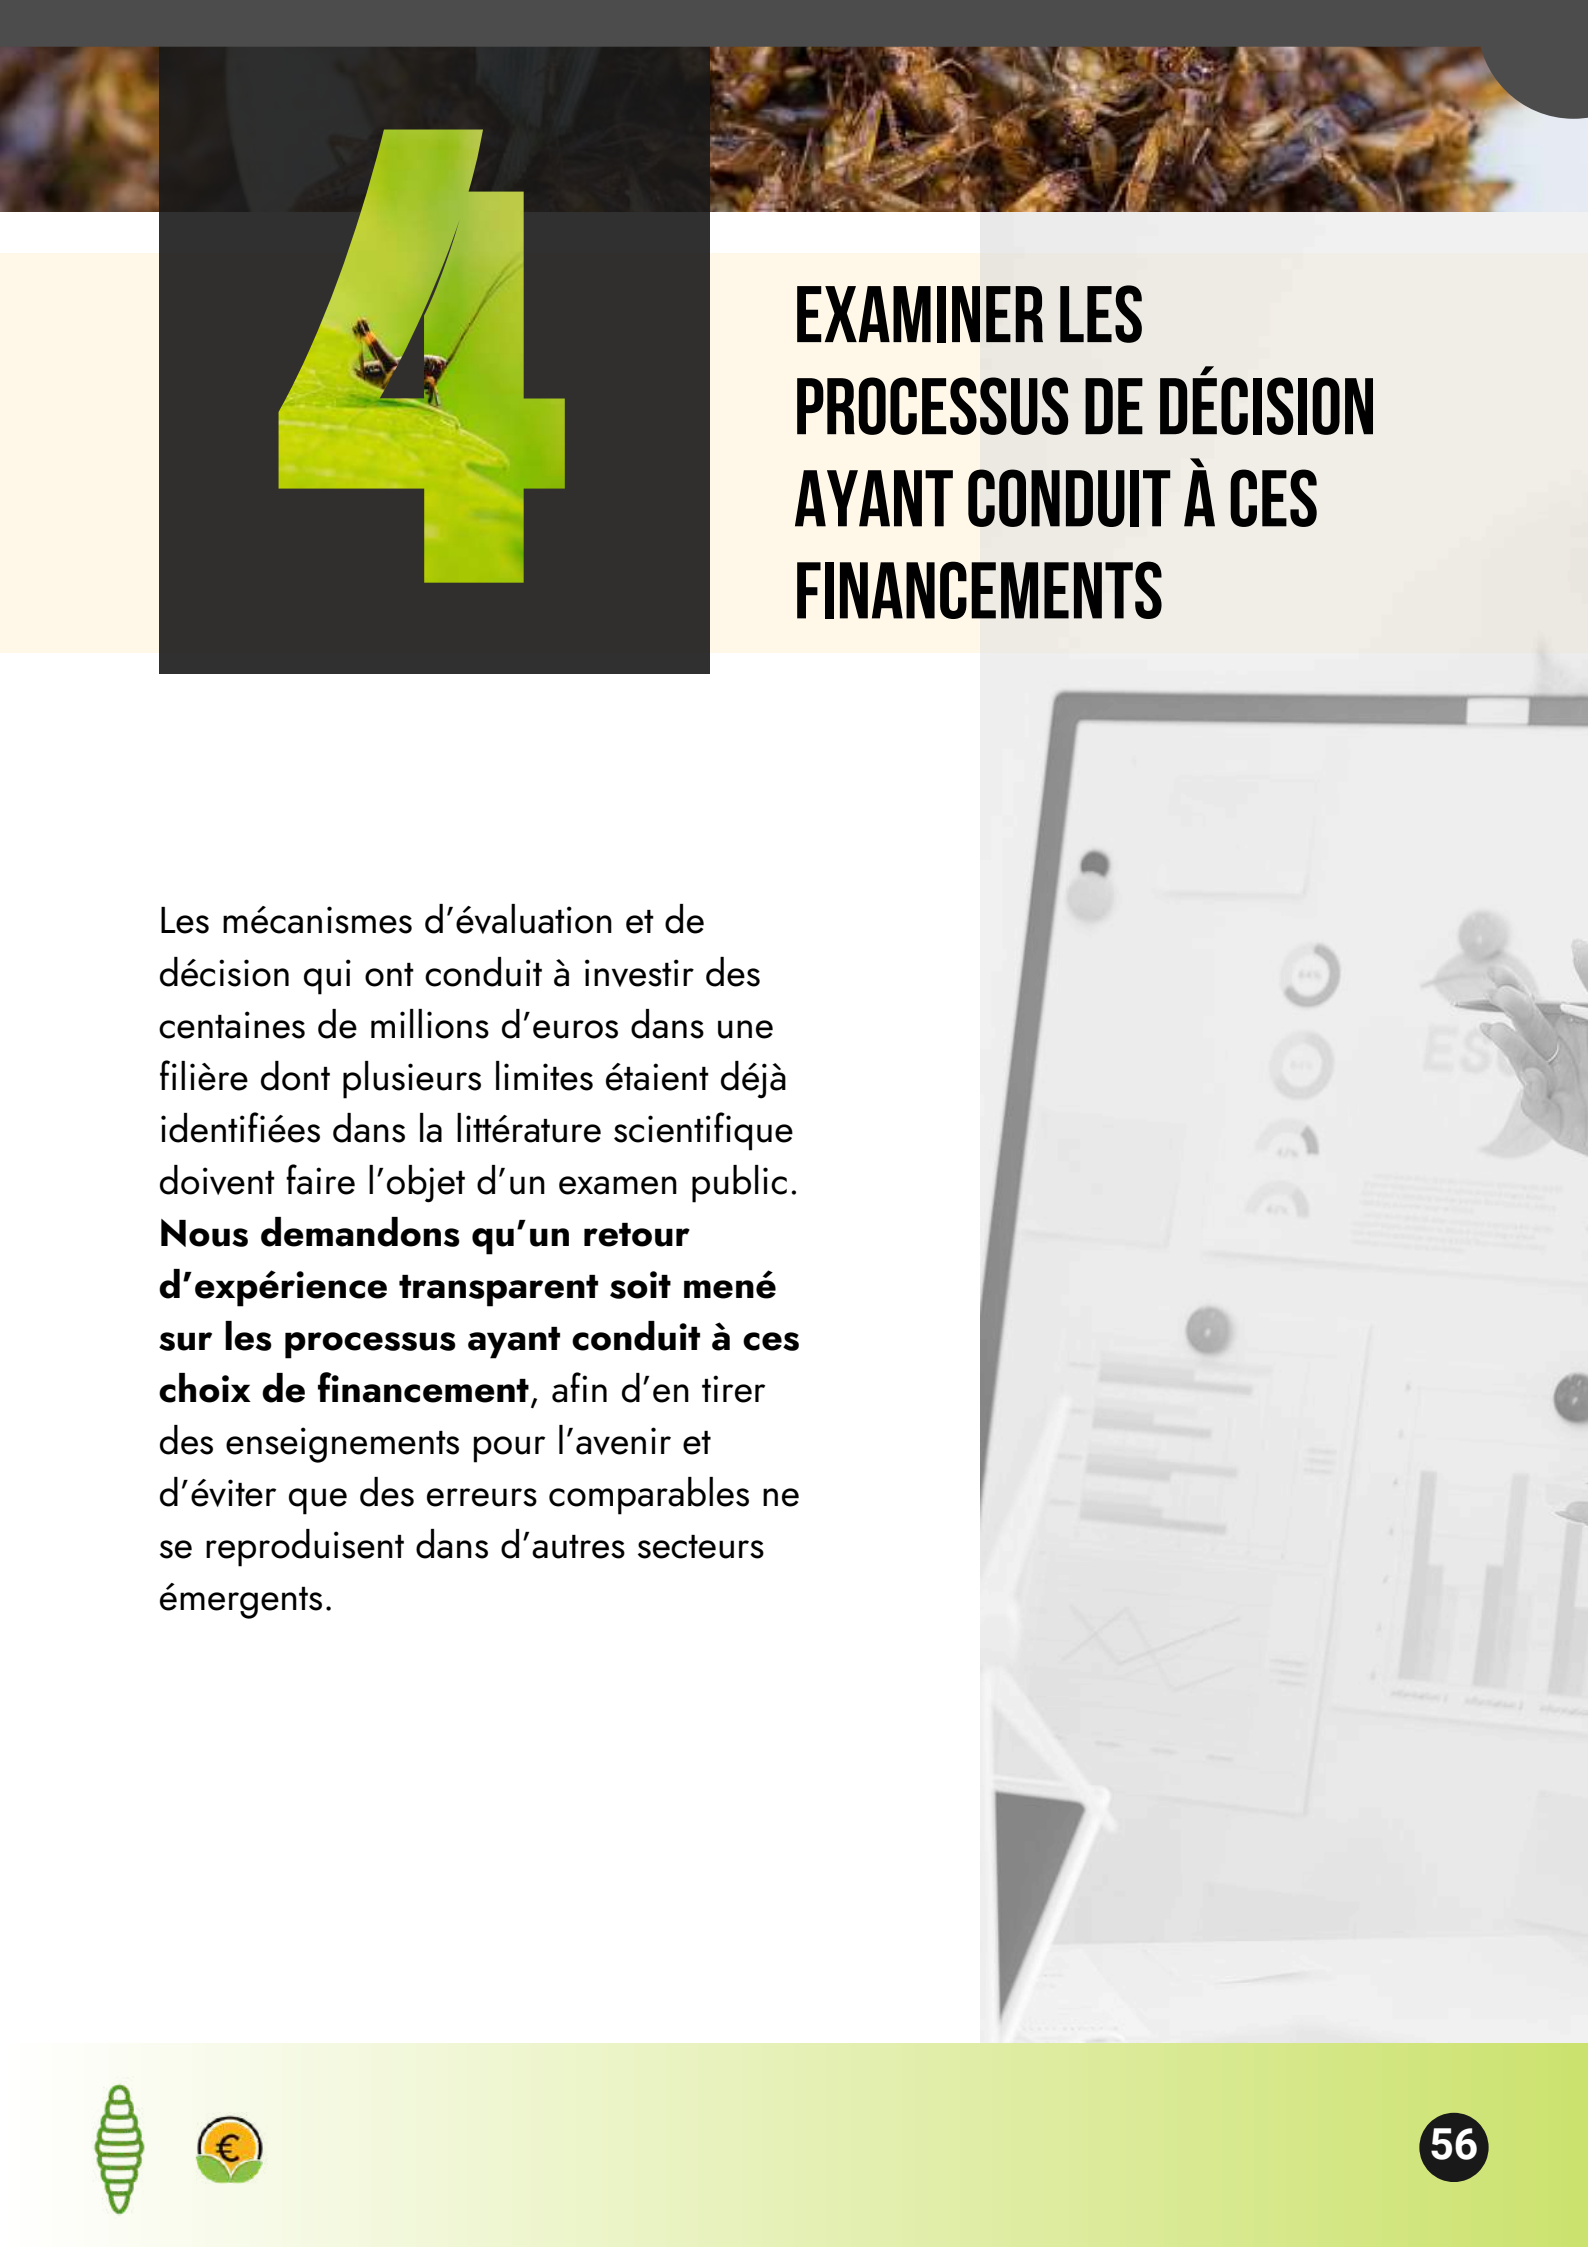 4
EXAMINER LES
PROCESSUS DE DÉCISION
AYANT CONDUIT À CES
FINANCEMENTS
Les mécanismes d’évaluation et de
décision qui ont conduit à investir des
centaines de millions d’euros dans une
filière dont plusieurs limites étaient déjà
identifiées dans la littérature scientifique
doivent faire l’objet d’un examen public.
Nous demandons qu’un retour
d’expérience transparent soit mené
sur les processus ayant conduit à ces
choix de financement, afin d’en tirer
des enseignements pour l’avenir et
d’éviter que des erreurs comparables ne
se reproduisent dans d’autres secteurs
émergents.
€
56